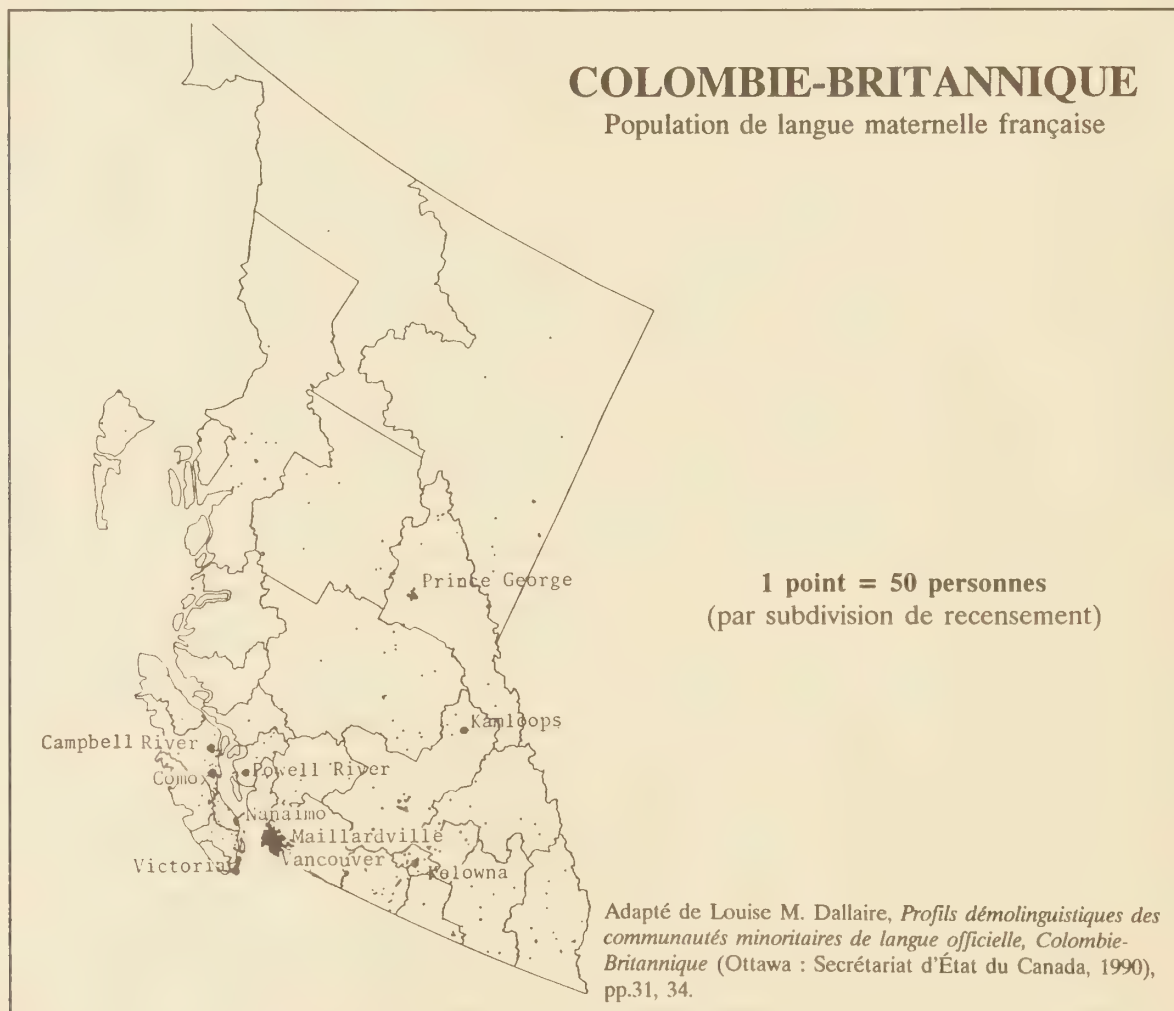 COLOMBIE-BRITANNIQUE
Population de langue maternelle française
Prince George
1 point = 50 personnes
(par subdivision de recensement)
Kamloops
Campbell River
Comox
Powell River
Nanaimo
Maillardville
Vancouver
Victoria
Kelowna
Adapté de Louise M. Dallaire, Profils démolinguistiques des
communautés minoritaires de langue officielle, Colombie-
Britannique (Ottawa : Secrétariat d'État du Canada, 1990),
pp.31, 34.